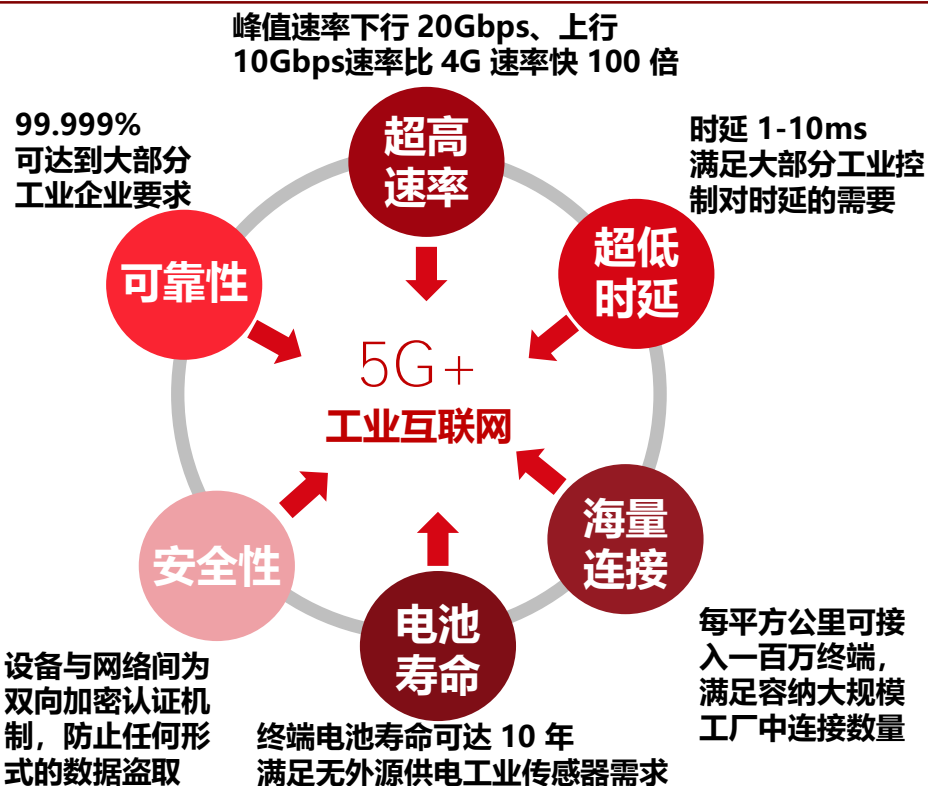 峰值速率下行 20Gbps、上行
10Gbps速率比 4G 速率快 100 倍
超高
速率
99.999%
可达到大部分
工业企业要求
可靠性
时延 1-10ms
满足大部分工业控
制对时延的需要
超低
时延
5G+
工业互联网
安全性
设备与网络间为
双向加密认证机
制，防止任何形
式的数据盗取
电池
寿命
终端电池寿命可达 10 年
满足无外源供电工业传感器需求
海量
连接
每平方公里可接
入一百万终端，
满足容纳大规模
工厂中连接数量